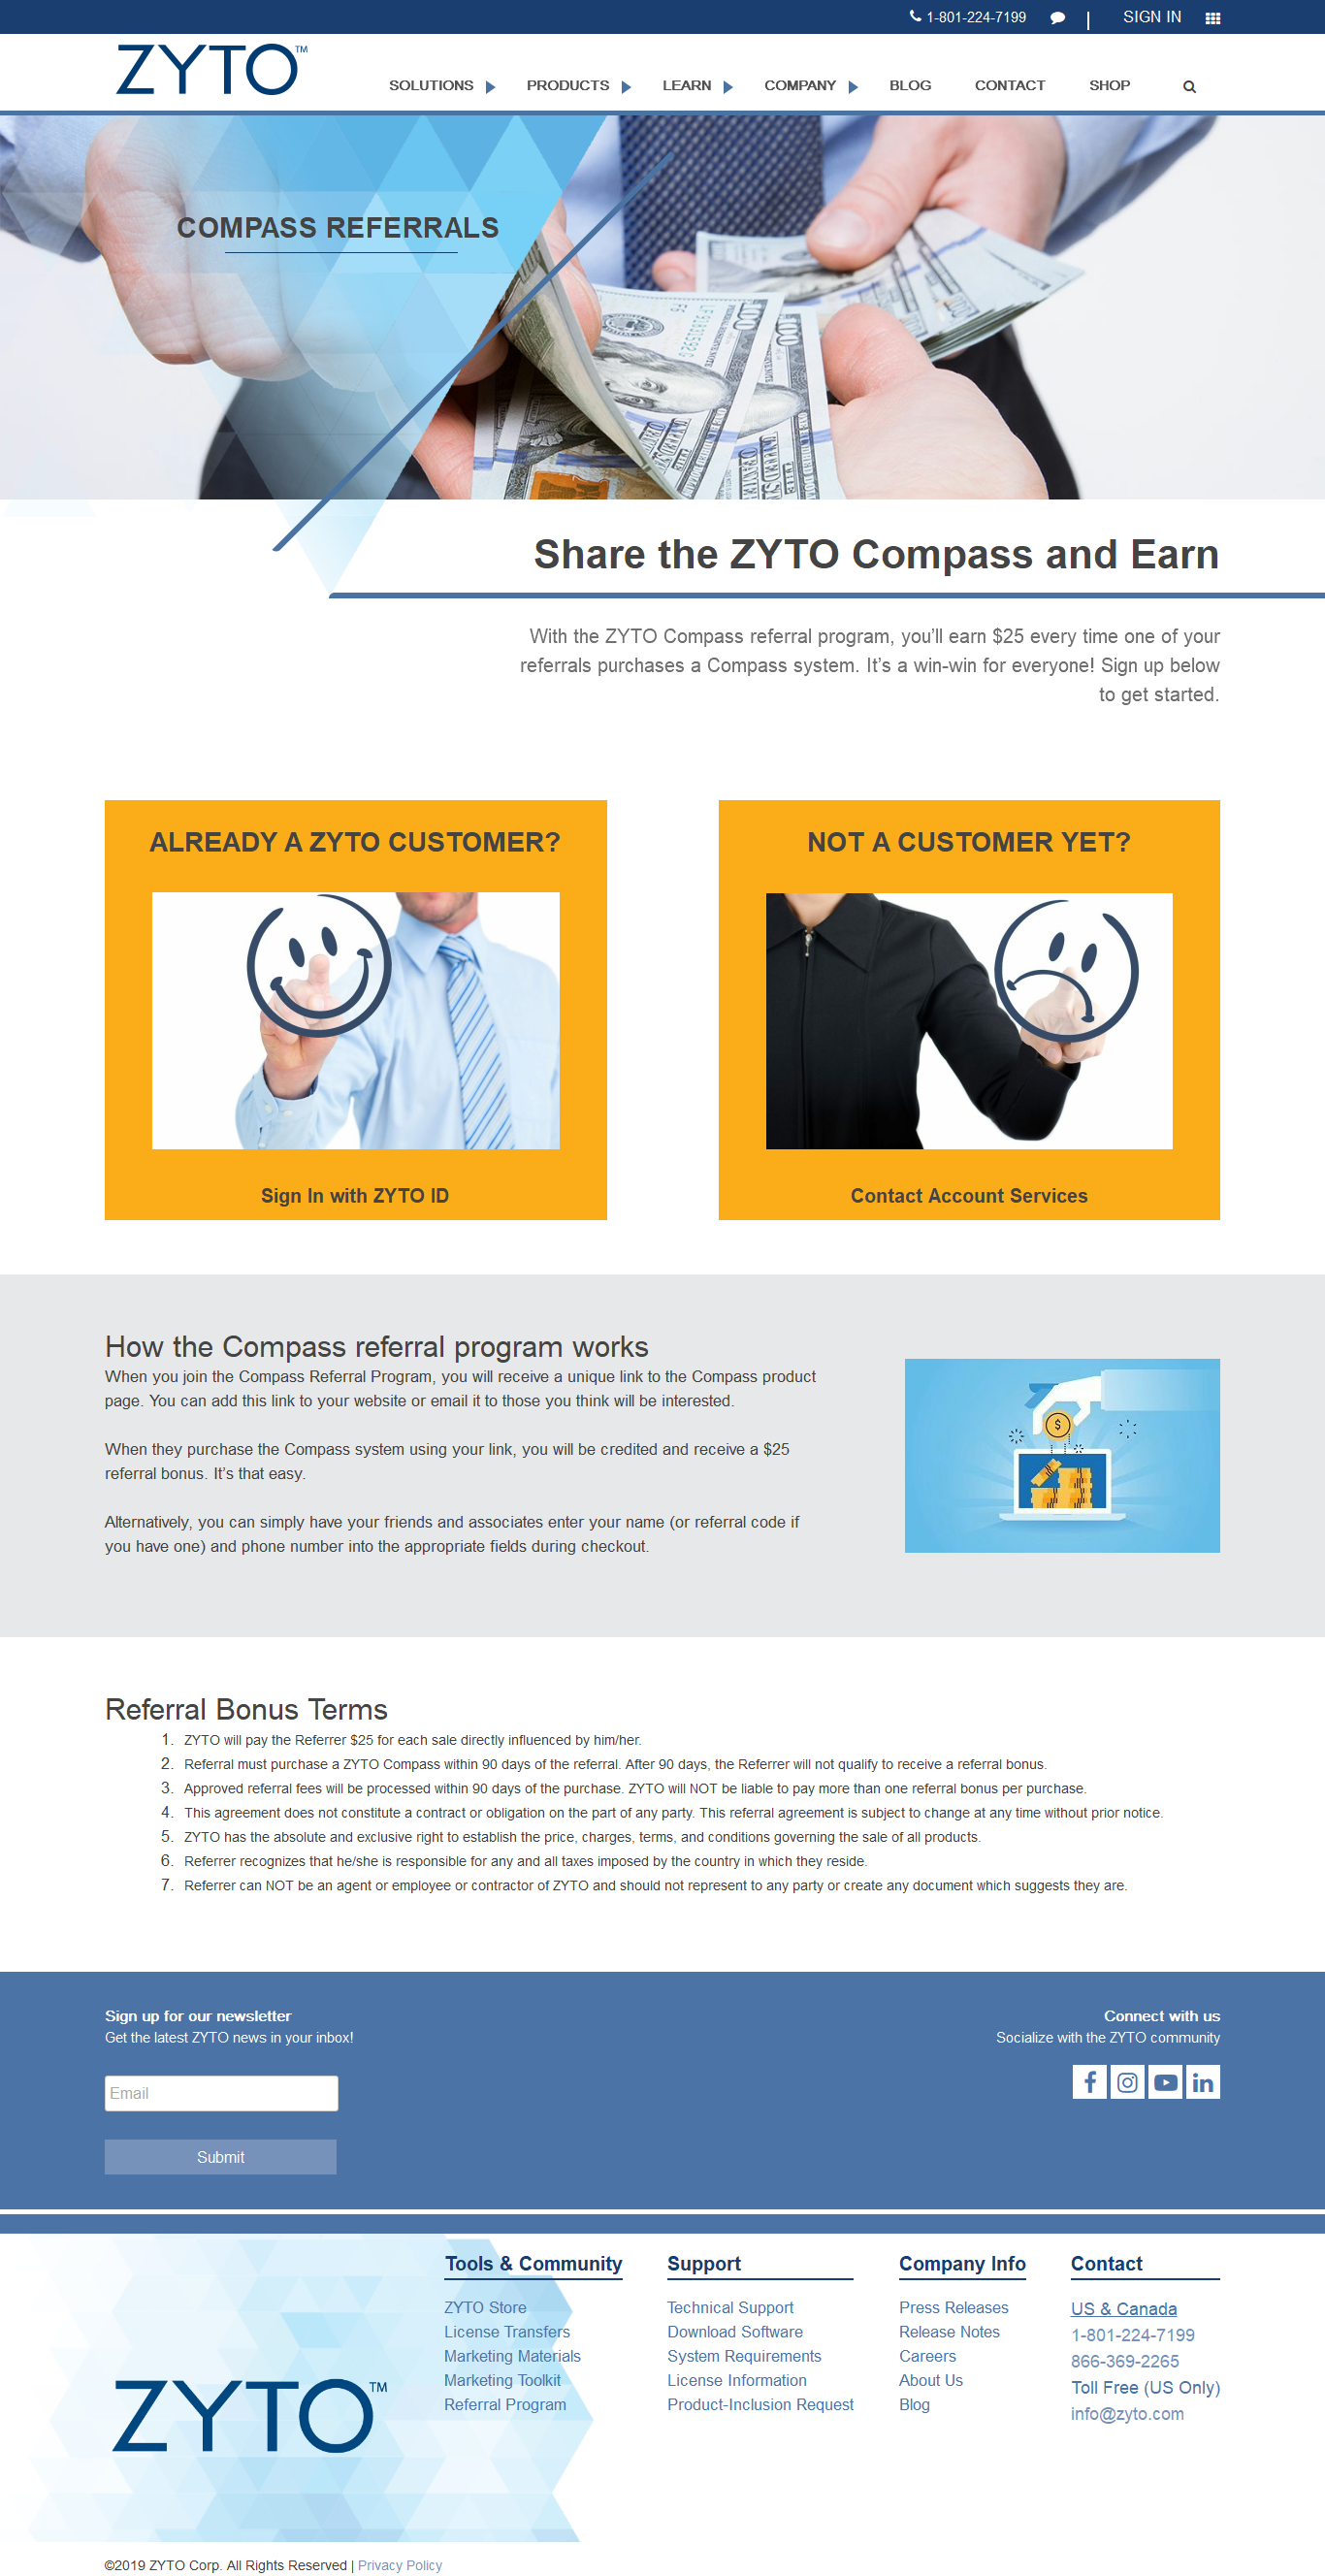 1-801-224-7199 SIGN IN
ZYTO™
SOLUTIONS PRODUCTS LEARN COMPANY BLOG CONTACT SHOP
COMPASS REFERRALS
Share the ZYTO Compass and Earn
With the ZYTO Compass referral program, you’ll earn $25 every time one of your
referrals purchases a Compass system. It’s a win-win for everyone! Sign up below
to get started.
ALREADY A ZYTO CUSTOMER?
Sign In with ZYTO ID
NOT A CUSTOMER YET?
Contact Account Services
How the Compass referral program works
When you join the Compass Referral Program, you will receive a unique link to the Compass product
page. You can add this link to your website or email it to those you think will be interested.
When they purchase the Compass system using your link, you will be credited and receive a $25
referral bonus. It’s that easy.
Alternatively, you can simply have your friends and associates enter your name (or referral code if
you have one) and phone number into the appropriate fields during checkout.
Referral Bonus Terms
1. ZYTO will pay the Referrer $25 for each sale directly influenced by him/her.
2. Referral must purchase a ZYTO Compass within 90 days of the referral. After 90 days, the Referrer will not qualify to receive a referral bonus.
3. Approved referral fees will be processed within 90 days of the purchase. ZYTO will NOT be liable to pay more than one referral bonus per purchase.
4. This agreement does not constitute a contract or obligation on the part of any party. This referral agreement is subject to change at any time without prior notice.
5. ZYTO has the absolute and exclusive right to establish the price, charges, terms, and conditions governing the sale of all products.
6. Referrer recognizes that he/she is responsible for any and all taxes imposed by the country in which they reside.
7. Referrer can NOT be an agent or employee or contractor of ZYTO and should not represent to any party or create any document which suggests they are.
Sign up for our newsletter
Get the latest ZYTO news in your inbox!
Email
Submit
Connect with us
Socialize with the ZYTO community
ZYTO™
Tools & Community
ZYTO Store
License Transfers
Marketing Materials
Marketing Toolkit
Referral Program
Support
Technical Support
Download Software
System Requirements
License Information
Product-Inclusion Request
Company Info
Press Releases
Release Notes
Careers
About Us
Blog
Contact
US & Canada
1-801-224-7199
866-369-2265
Toll Free (US Only)
info@zyto.com
©2019 ZYTO Corp. All Rights Reserved | Privacy Policy